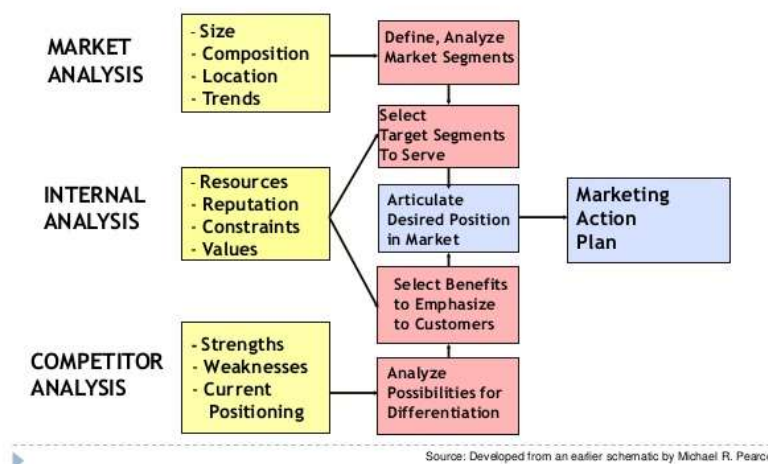 MARKET
ANALYSIS
- Size
- Composition
- Location
- Trends
Define, Analyze
Market Segments
Select
Target Segments
To Serve
INTERNAL
ANALYSIS
- Resources
- Reputation
- Constraints
- Values
Articulate
Desired Position
in Market
Marketing
Action
Plan
Select Benefits
to Emphasize
to Customers
COMPETITOR
ANALYSIS
- Strengths
- Weaknesses
- Current
Positioning
Analyze
Possibilities for
Differentiation
Source: Developed from an earlier schematic by Michael R. Pearce